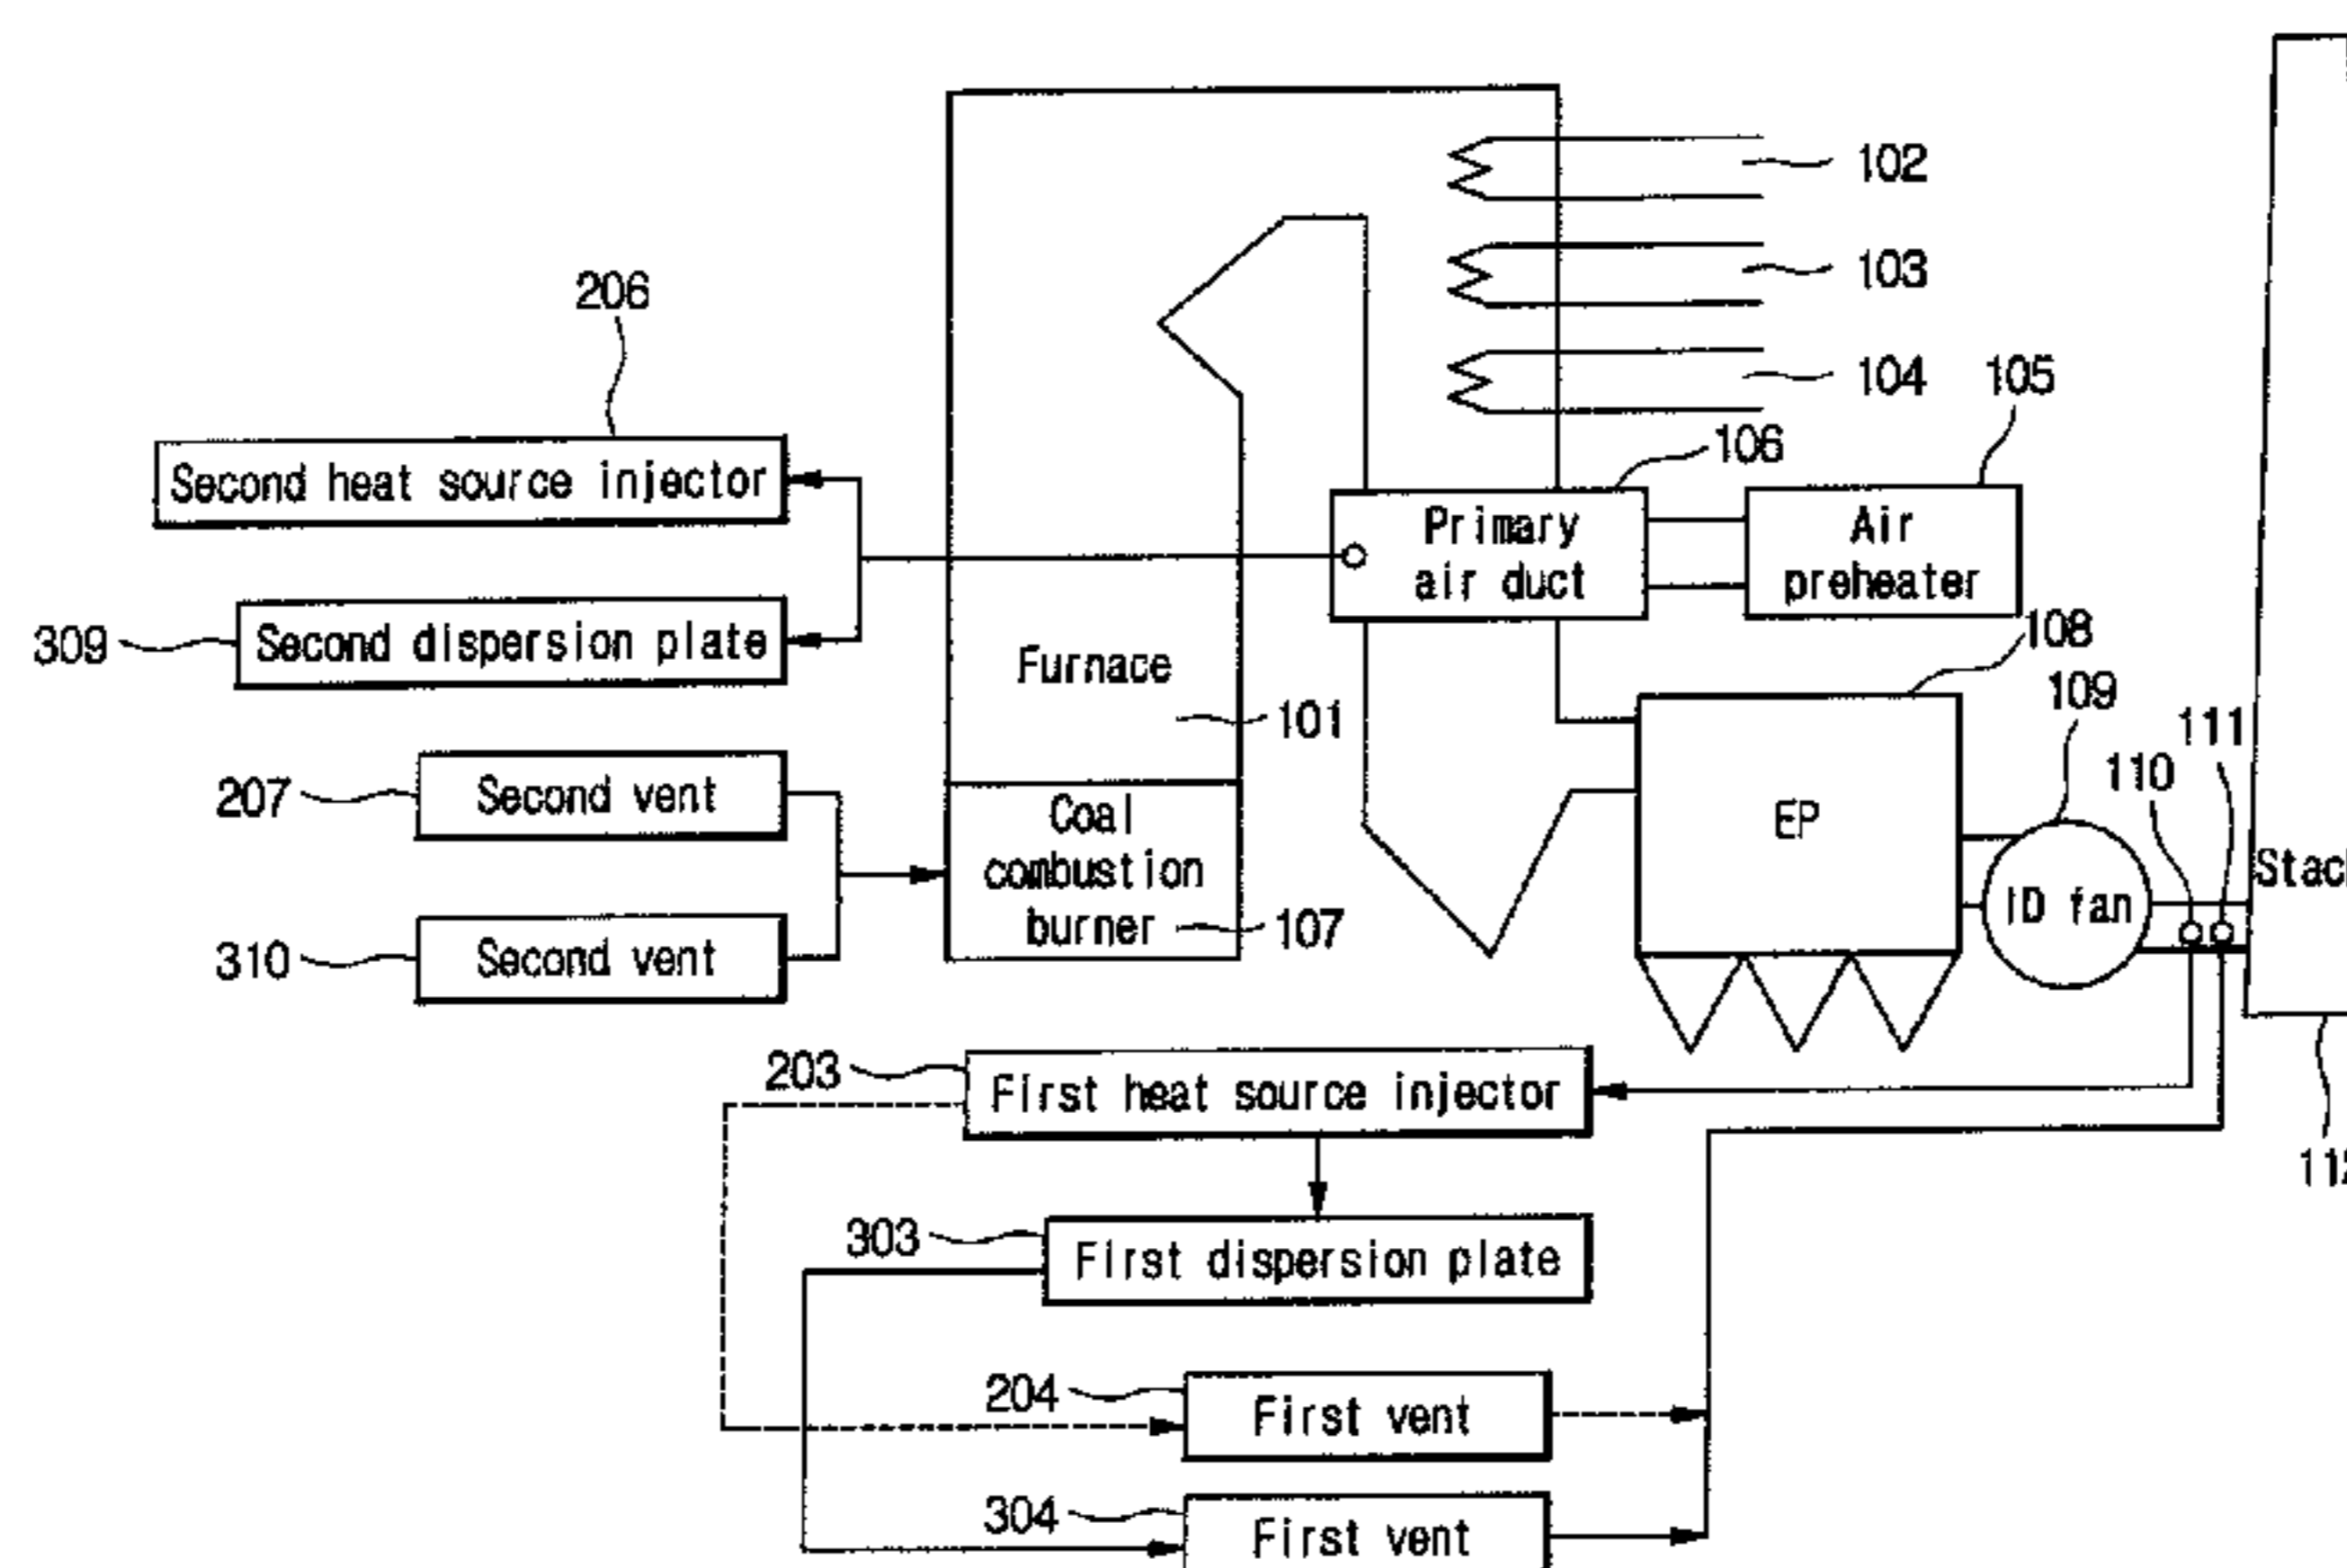 102
103
206
104
105
106
Second heat source injector
Primary
air duct
Air
preheater
309
Second dispersion plate
108
Furnace
109
101
111
110
207
Second vent
Coal
combustion
burner
EP
ID fan
107
310
Second vent
203
First heat source injector
303
First dispersion plate
204
First vent
304
First vent